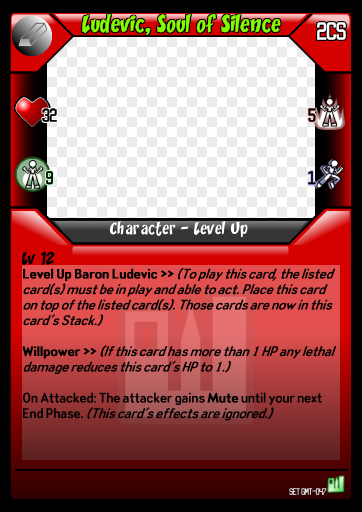 Ludevic, Soul of Silence
2CS
32
5
9
1
Character - Level Up
Lv 12
Level Up Baron Ludevic >> (To play this card, the listed
card(s) must be in play and able to act. Place this card
on top of the listed card(s). Those cards are now in this
card's Stack.)
Willpower >> (If this card has more than 1 HP any lethal
damage reduces this card's HP to 1.)
On Attacked: The attacker gains Mute until your next
End Phase. (This card's effects are ignored.)
SET GMT-047